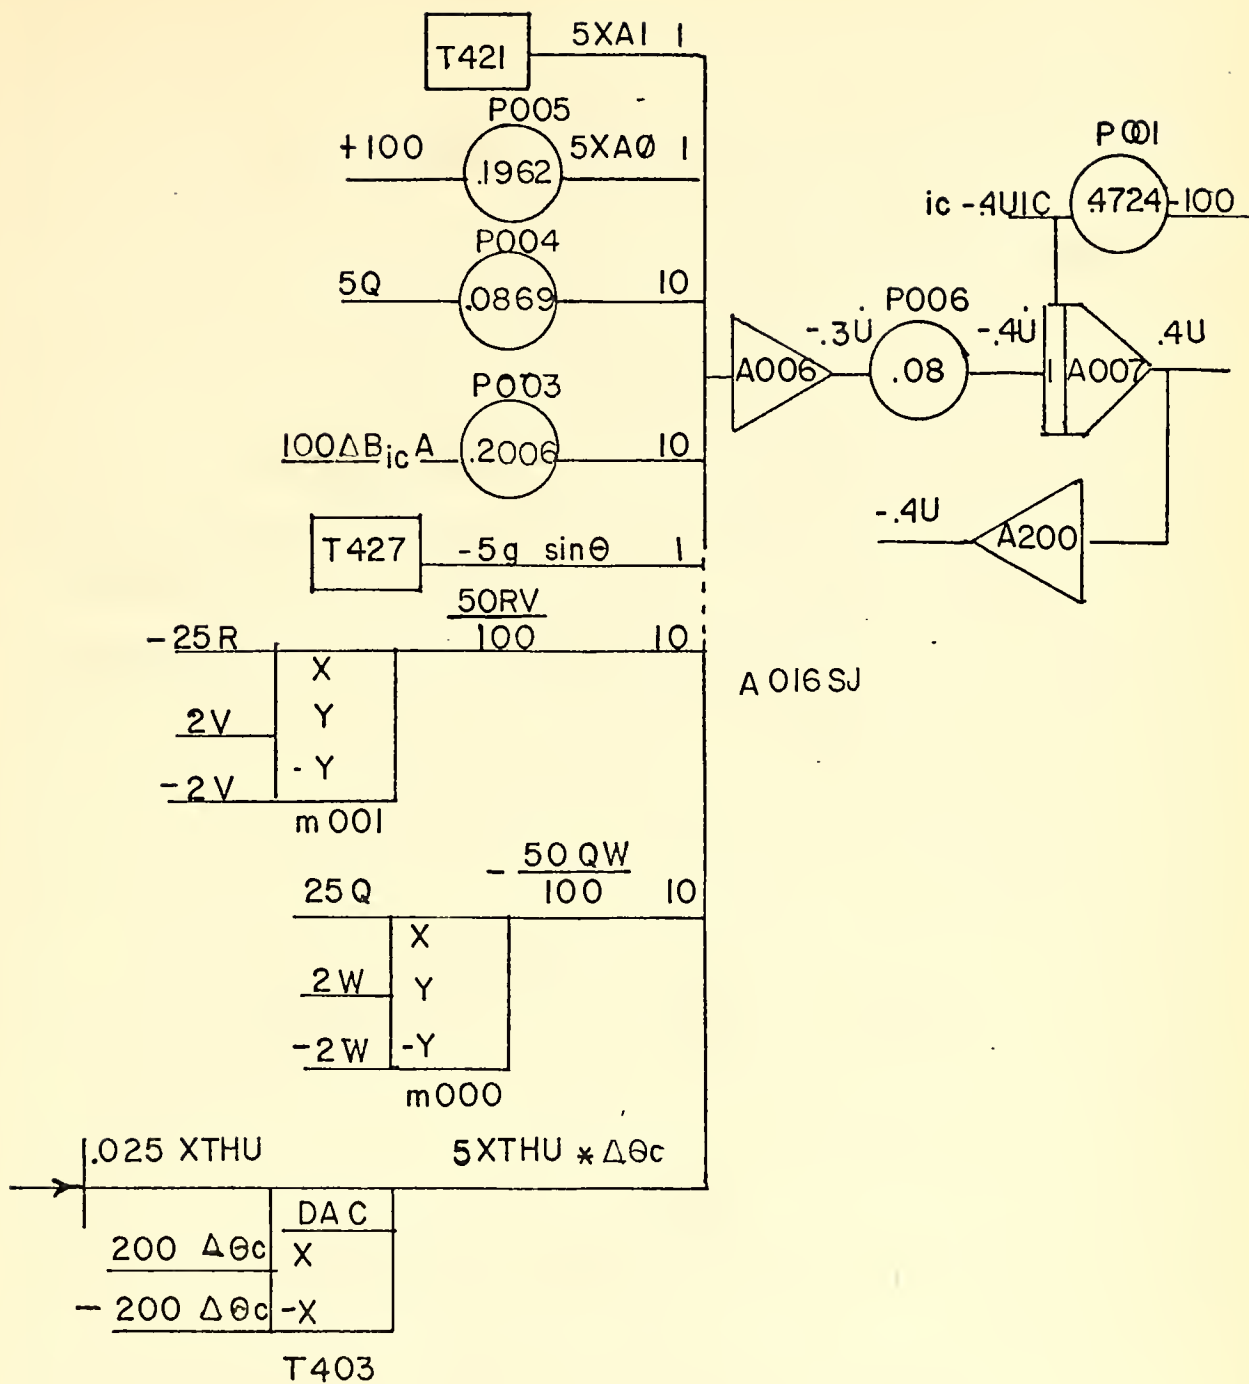 5XA1 1
T421
P005
+100 .1962 5XAØ 1
P001
ic -.4UIC .4724 -100
P004
5Q .0869 10
P006
-.3U̇ -.4U̇ .4U
A006 .08 1 A007
P003
100ΔBic A .2006 10
-.4U A200
T427 -5g sinθ 1
50RV
-25R 100 10
X
A016SJ
2V Y
-Y
-2V
m001
50QW
25Q - 100 10
X
2W Y
-2W -Y
m000
.025 XTHU 5XTHU * Δθc
DAC
200 Δθc X
- 200 Δθc -X
T403